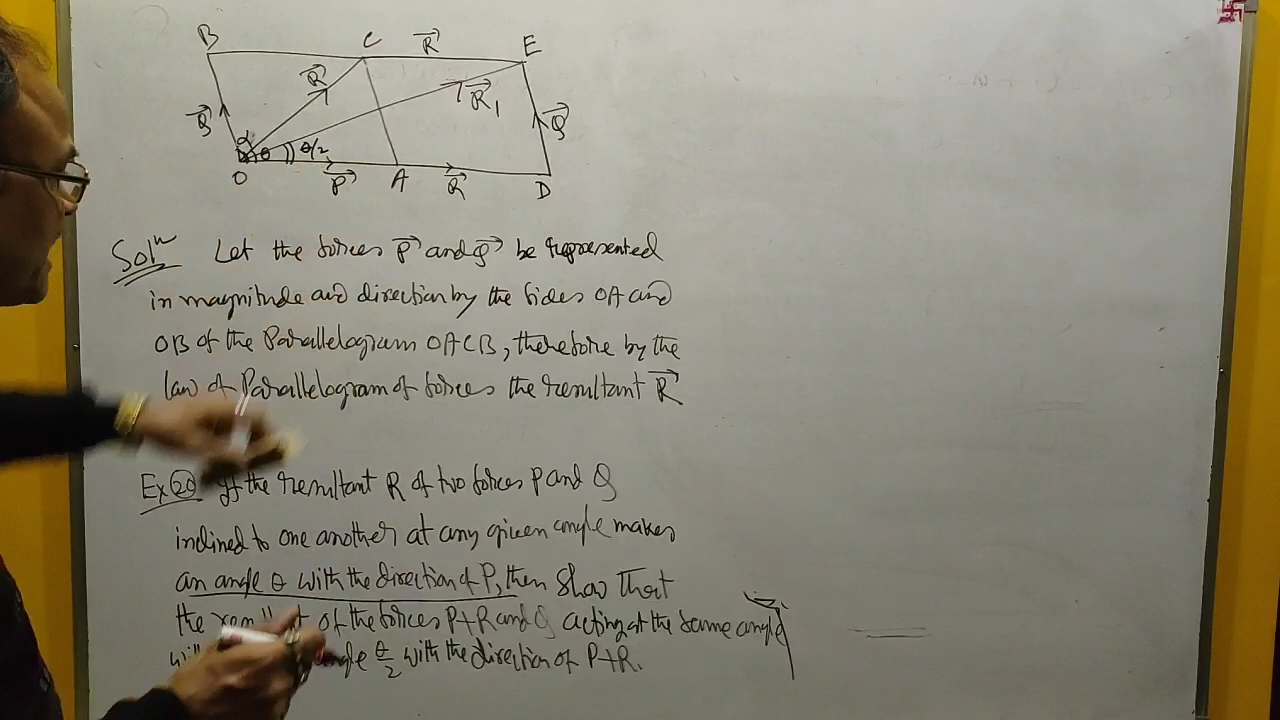 B C R⃗ E
R⃗ R⃗₁
Q⃗ Q⃗
α θ θ/2
O P⃗ A R⃗ D
Solⁿ Let the forces P⃗ and Q⃗ be represented
in magnitude and direction by the sides OA and
OB of the Parallelogram OACB, therefore by the
law of Parallelogram of forces the resultant R⃗
Ex 20 If the resultant R of two forces P and Q
inclined to one another at any given angle makes
an angle θ with the direction of P, then show that
the of the forces P+R and Q acting at the same angle
θ/2 with the direction of P+R.